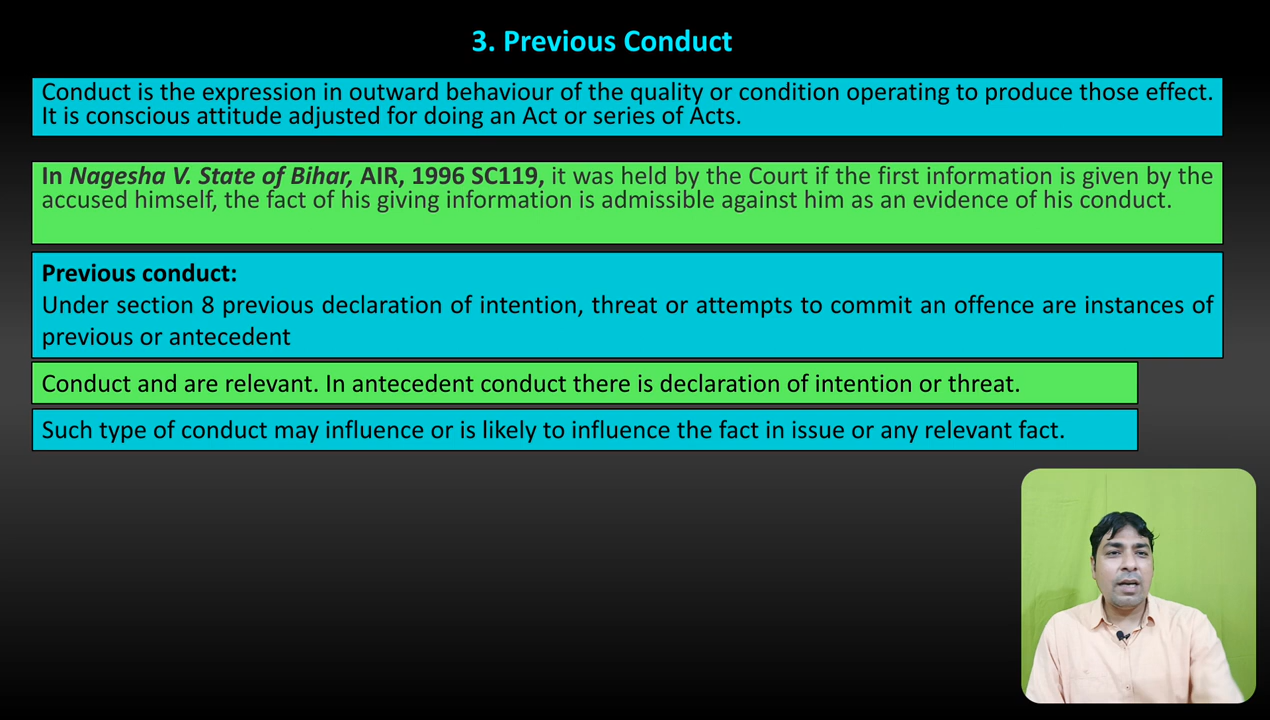 3. Previous Conduct
Conduct is the expression in outward behaviour of the quality or condition operating to produce those effect.
It is conscious attitude adjusted for doing an Act or series of Acts.
In Nagesha V. State of Bihar, AIR, 1996 SC119, it was held by the Court if the first information is given by the
accused himself, the fact of his giving information is admissible against him as an evidence of his conduct.
Previous conduct:
Under section 8 previous declaration of intention, threat or attempts to commit an offence are instances of
previous or antecedent
Conduct and are relevant. In antecedent conduct there is declaration of intention or threat.
Such type of conduct may influence or is likely to influence the fact in issue or any relevant fact.